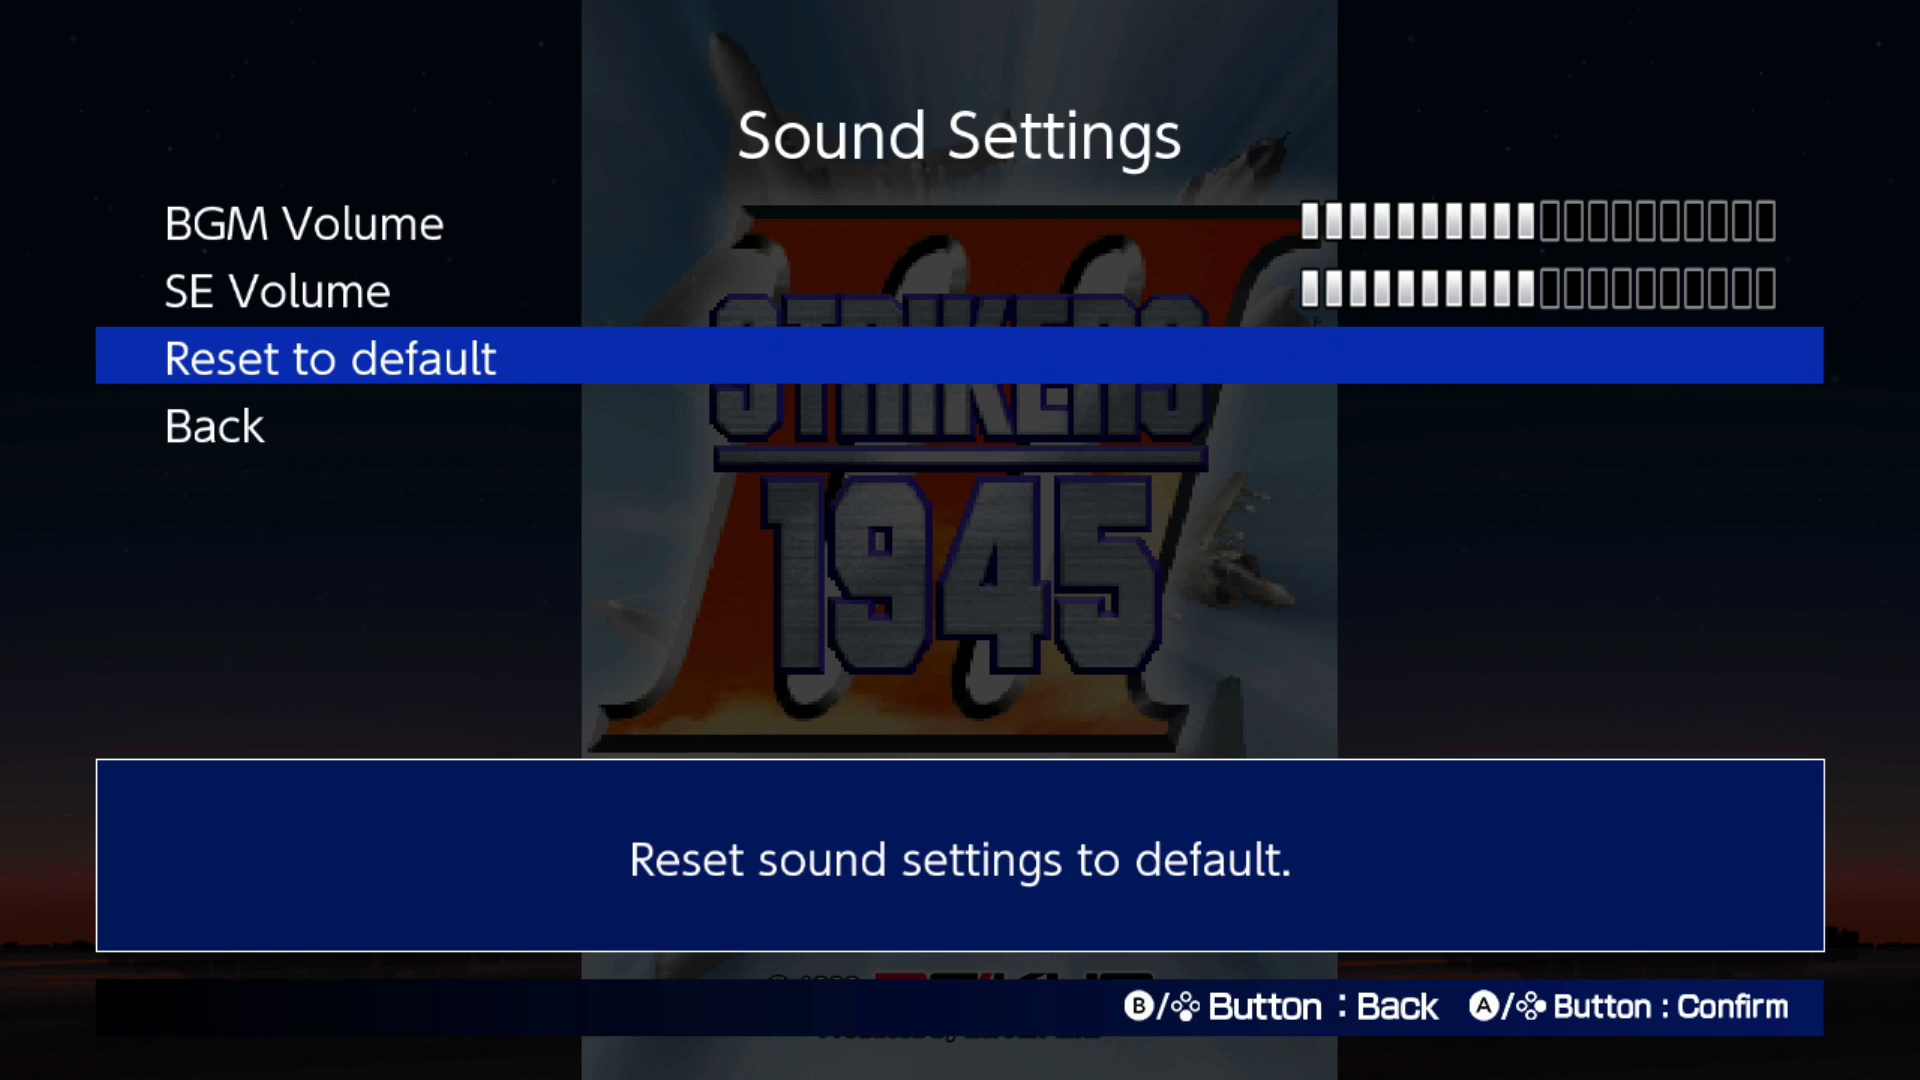 Sound Settings
BGM Volume
SE Volume
Reset to default
Back
STRIKERS
1945
Reset sound settings to default.
B/ Button : Back A/ Button : Confirm